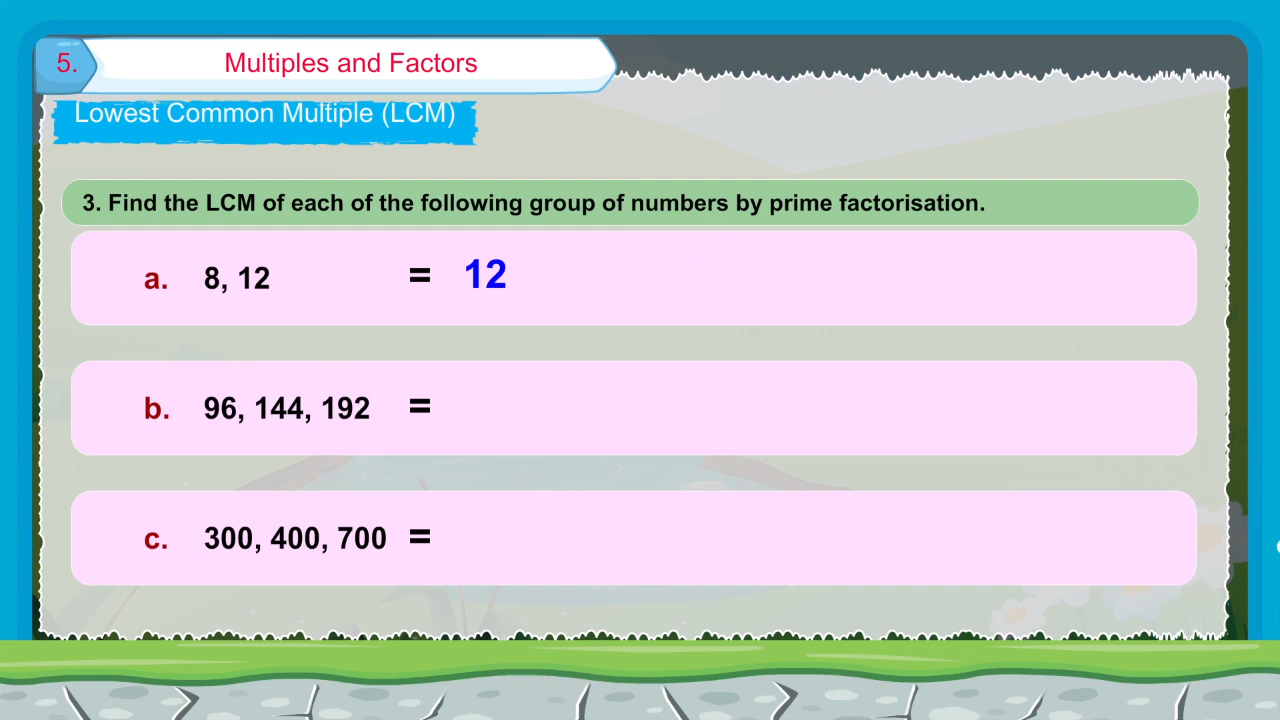 5. Multiples and Factors
Lowest Common Multiple (LCM)
3. Find the LCM of each of the following group of numbers by prime factorisation.
a. 8, 12 = 12
b. 96, 144, 192 =
c. 300, 400, 700 =